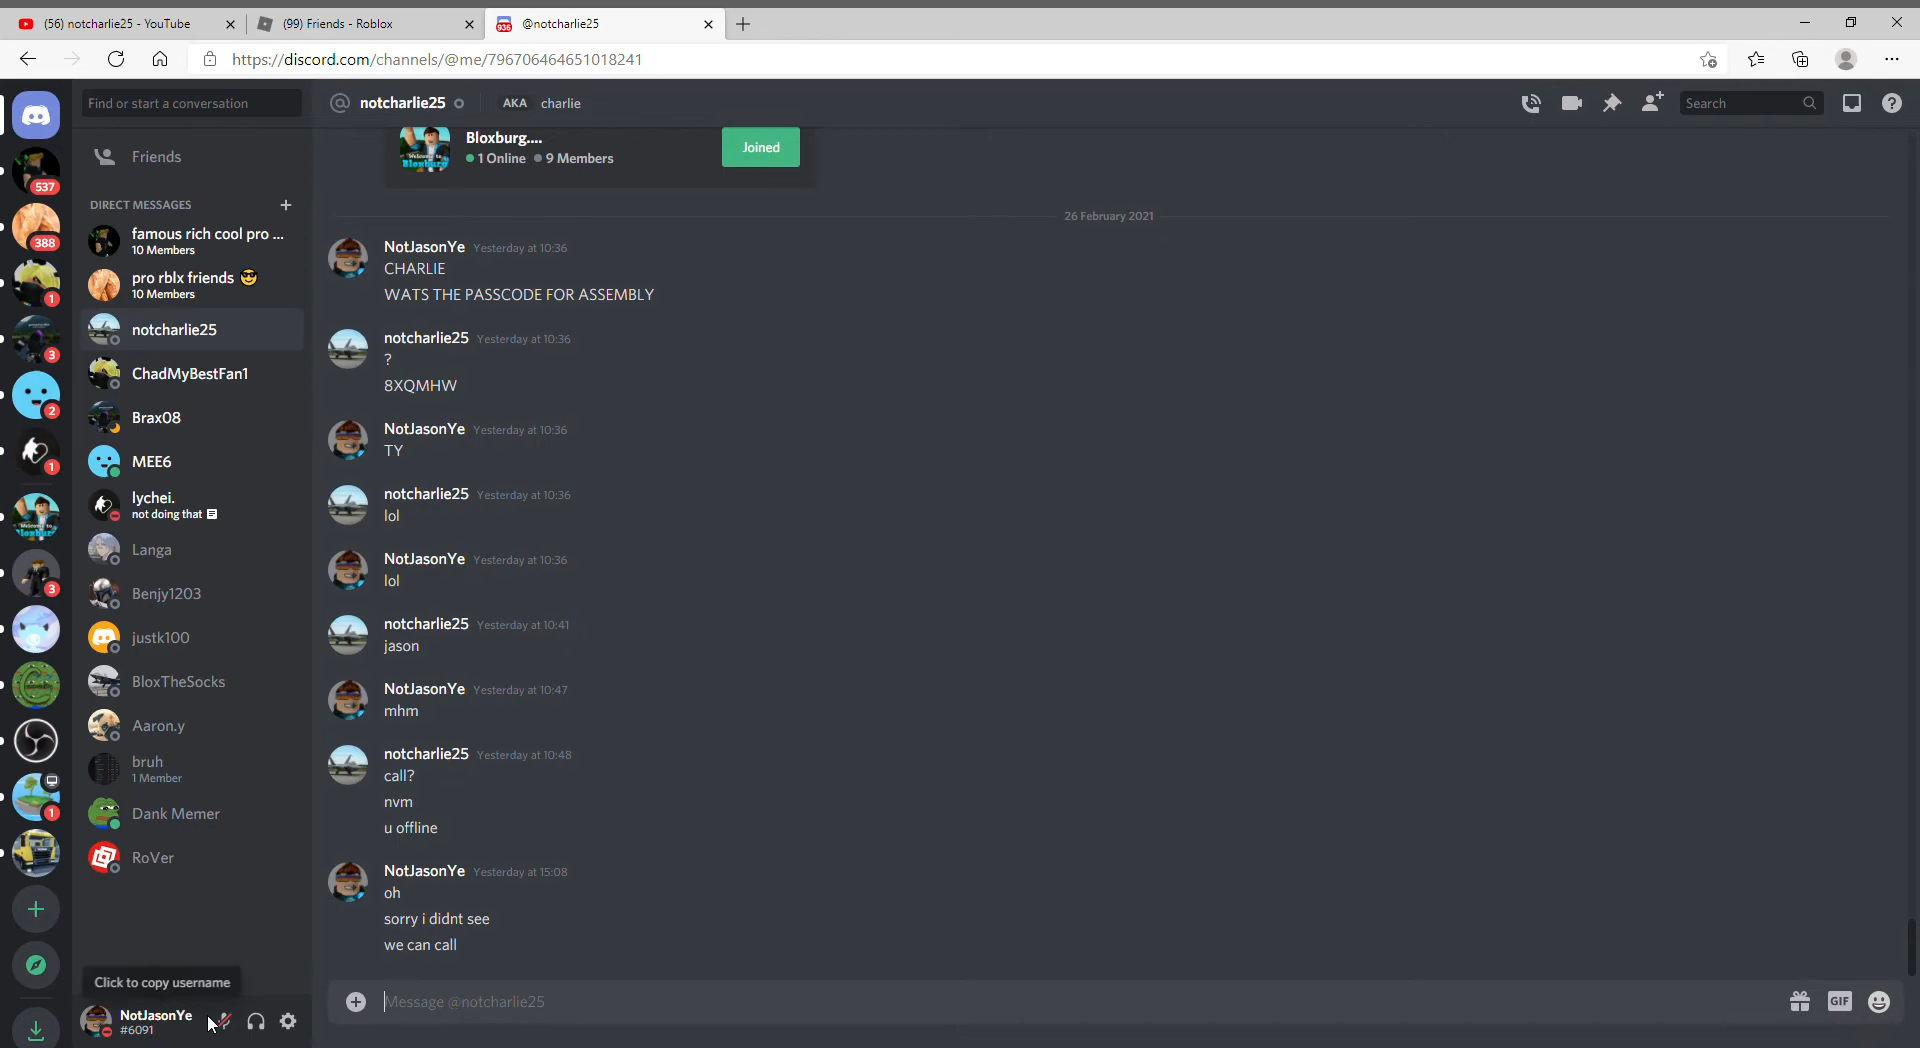 (56) notcharlie25 - YouTube
(99) Friends - Roblox
936
@notcharlie25
https://discord.com/channels/@me/796706464651018241
Find or start a conversation
notcharlie25
AKA charlie
Search
Friends
DIRECT MESSAGES
famous rich cool pro ...
10 Members
pro rblx friends 😎
10 Members
notcharlie25
ChadMyBestFan1
Brax08
MEE6
lychei.
not doing that
Langa
Benjy1203
justk100
BloxTheSocks
Aaron.y
bruh
1 Member
Dank Memer
RoVer
Click to copy username
NotJasonYe
#6091
537
388
1
3
2
1
3
1
Welcome to
Bloxburg
Bloxburg....
1 Online 9 Members
Joined
26 February 2021
NotJasonYe Yesterday at 10:36
CHARLIE
WATS THE PASSCODE FOR ASSEMBLY
notcharlie25 Yesterday at 10:36
?
8XQMHW
NotJasonYe Yesterday at 10:36
TY
notcharlie25 Yesterday at 10:36
lol
NotJasonYe Yesterday at 10:36
lol
notcharlie25 Yesterday at 10:41
jason
NotJasonYe Yesterday at 10:47
mhm
notcharlie25 Yesterday at 10:48
call?
nvm
u offline
NotJasonYe Yesterday at 15:08
oh
sorry i didnt see
we can call
Message @notcharlie25
GIF